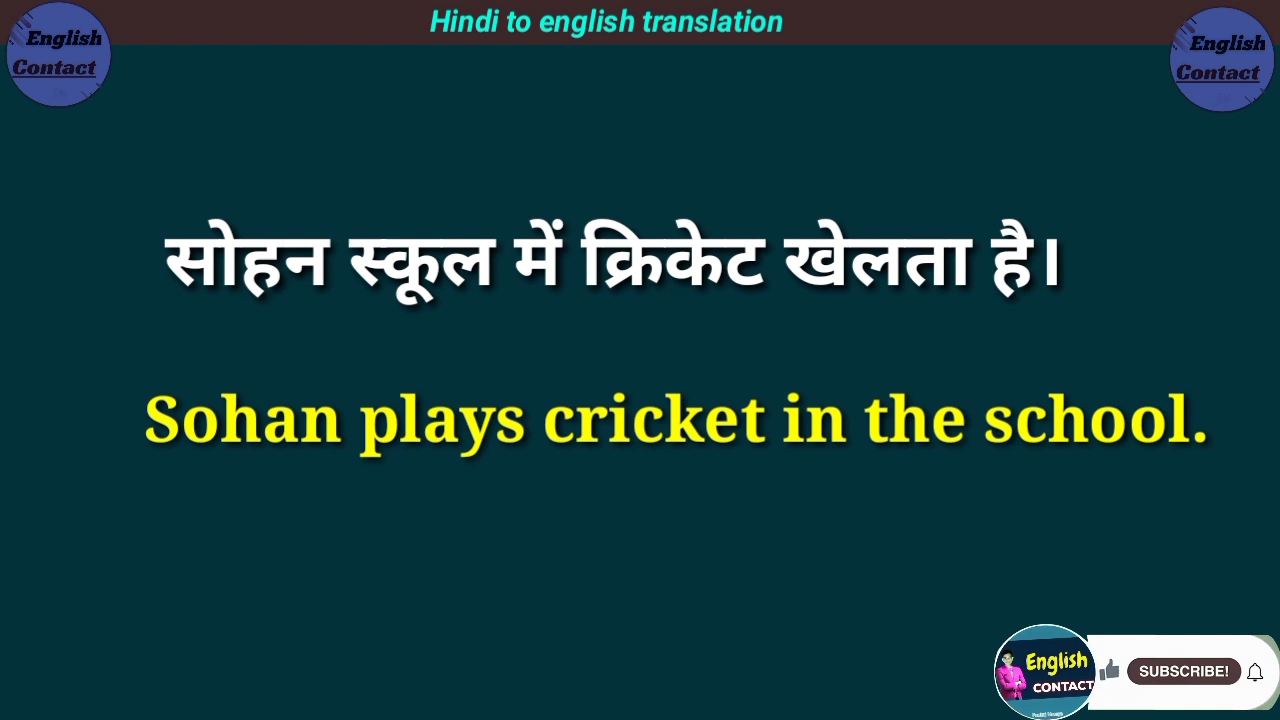 Hindi to english translation
English
Contact
English
Contact
सोहन स्कूल में क्रिकेट खेलता है।
Sohan plays cricket in the school.
English
CONTACT
SUBSCRIBE!